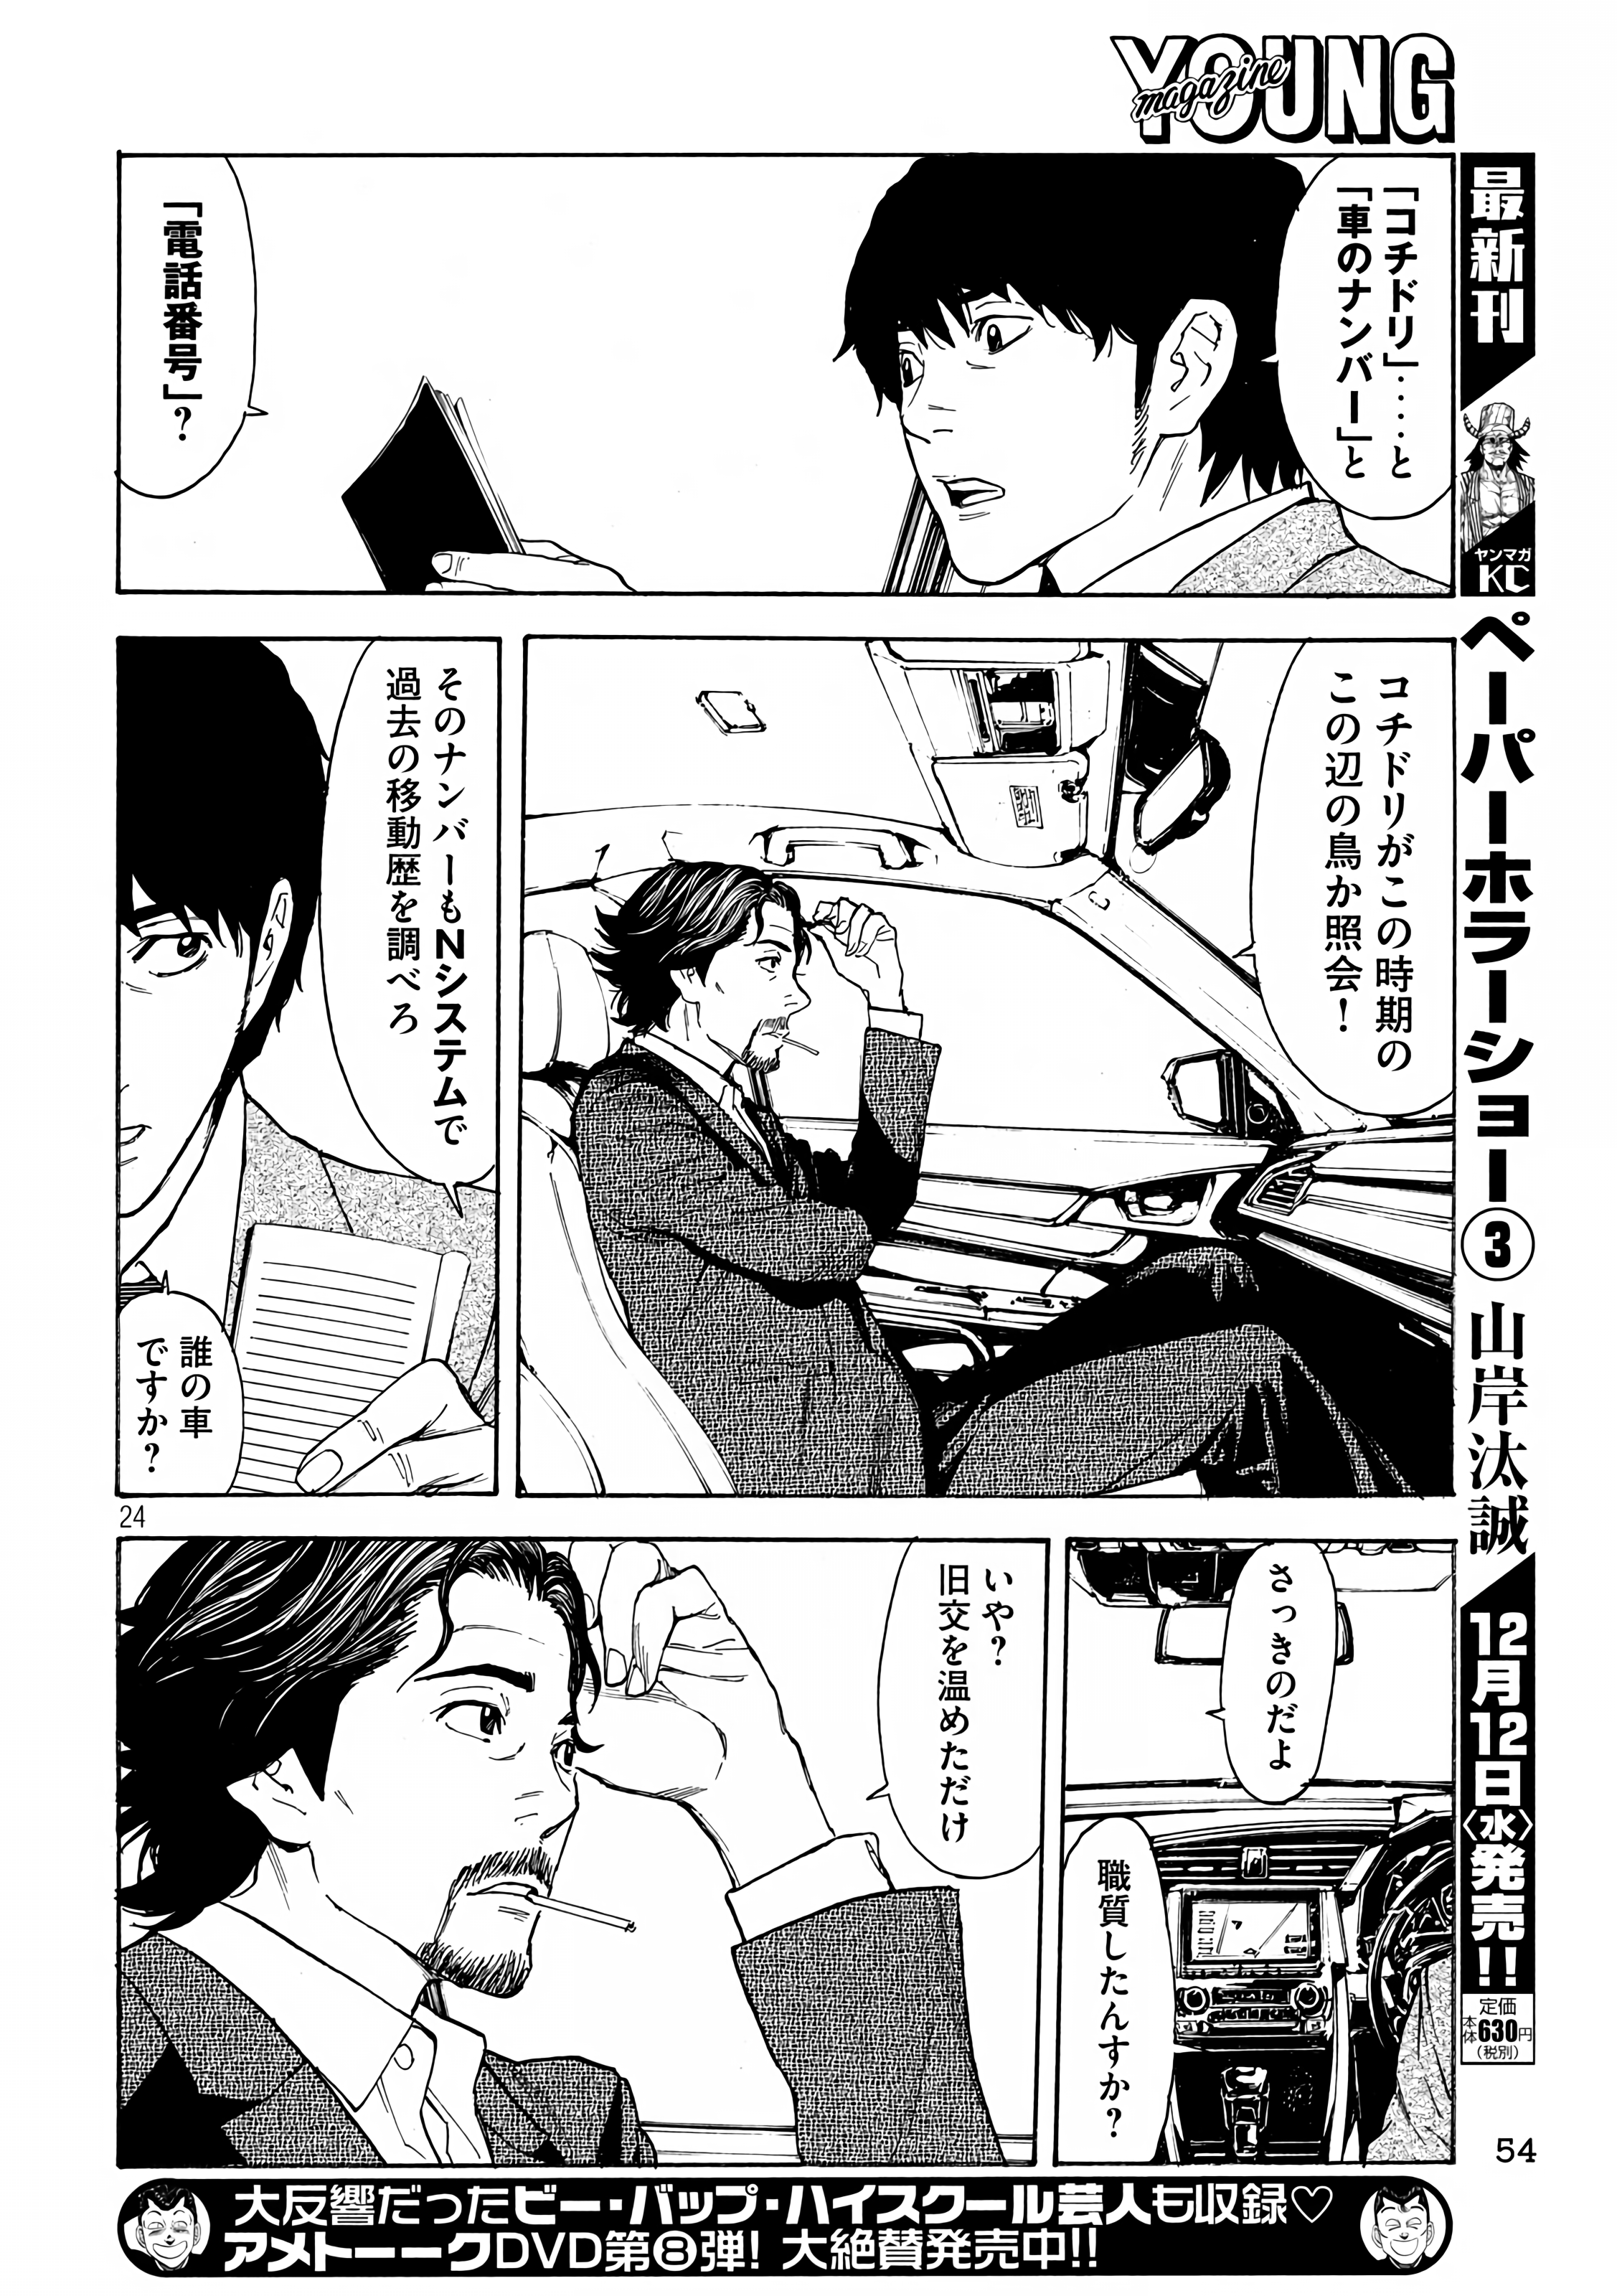 YOUNG
magazine
最新刊
ヤンマガ
KC
ペーパーホラーショー③
山岸汰誠
12月12日〈水〉発売!!
定価
本体630円
(税別)
「コチドリ」‥‥と
「車のナンバー」と
「電話番号」?
コチドリがこの時期の
この辺の鳥か照会!
そのナンバーもNシステムで
過去の移動歴を調べろ
誰の車
ですか?
24
さっきのだよ
職質したんすか?
いや?
旧交を温めただけ
54
大反響だったビー・バップ・ハイスクール芸人も収録♡
アメトーークDVD第⑧弾! 大絶賛発売中!!